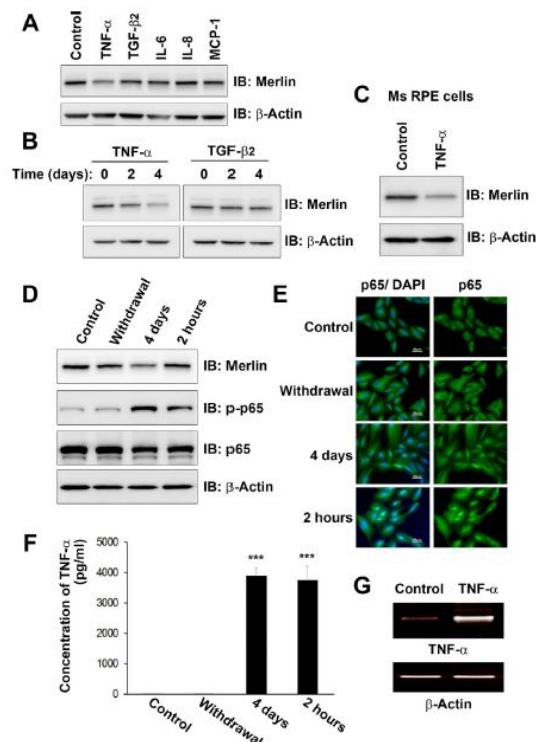 A
Control
TNF-α
TGF-β2
IL-6
IL-8
MCP-1
IB: Merlin
IB: β-Actin
B
TNF-α
TGF-β2
Time (days): 0 2 4 0 2 4
IB: Merlin
IB: β-Actin
C
Ms RPE cells
Control
TNF-α
IB: Merlin
IB: β-Actin
D
Control
Withdrawal
4 days
2 hours
IB: Merlin
IB: p-p65
IB: p65
IB: β-Actin
E
p65/ DAPI p65
Control
Withdrawal
4 days
2 hours
F
Concentration of TNF-α
(pg/ml)
5000
4000
3000
2000
1000
0
*** ***
Control
Withdrawal
4 days
2 hours
G
Control TNF-α
TNF-α
β-Actin